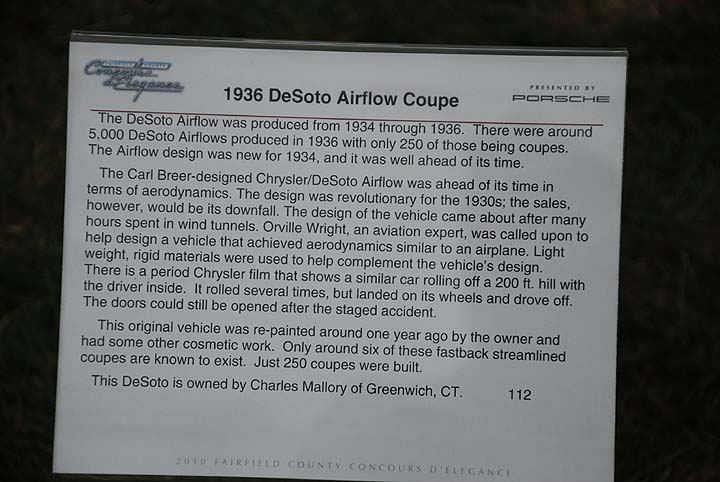 FAIRFIELD COUNTY
Concours
d'Elegance
1936 DeSoto Airflow Coupe
PRESENTED BY
PORSCHE
The DeSoto Airflow was produced from 1934 through 1936. There were around
5,000 DeSoto Airflows produced in 1936 with only 250 of those being coupes.
The Airflow design was new for 1934, and it was well ahead of its time.
The Carl Breer-designed Chrysler/DeSoto Airflow was ahead of its time in
terms of aerodynamics. The design was revolutionary for the 1930s; the sales,
however, would be its downfall. The design of the vehicle came about after many
hours spent in wind tunnels. Orville Wright, an aviation expert, was called upon to
help design a vehicle that achieved aerodynamics similar to an airplane. Light
weight, rigid materials were used to help complement the vehicle's design.
There is a period Chrysler film that shows a similar car rolling off a 200 ft. hill with
the driver inside. It rolled several times, but landed on its wheels and drove off.
The doors could still be opened after the staged accident.
This original vehicle was re-painted around one year ago by the owner and
had some other cosmetic work. Only around six of these fastback streamlined
coupes are known to exist. Just 250 coupes were built.
This DeSoto is owned by Charles Mallory of Greenwich, CT. 112
2010 FAIRFIELD COUNTY CONCOURS D'ELEGANCE